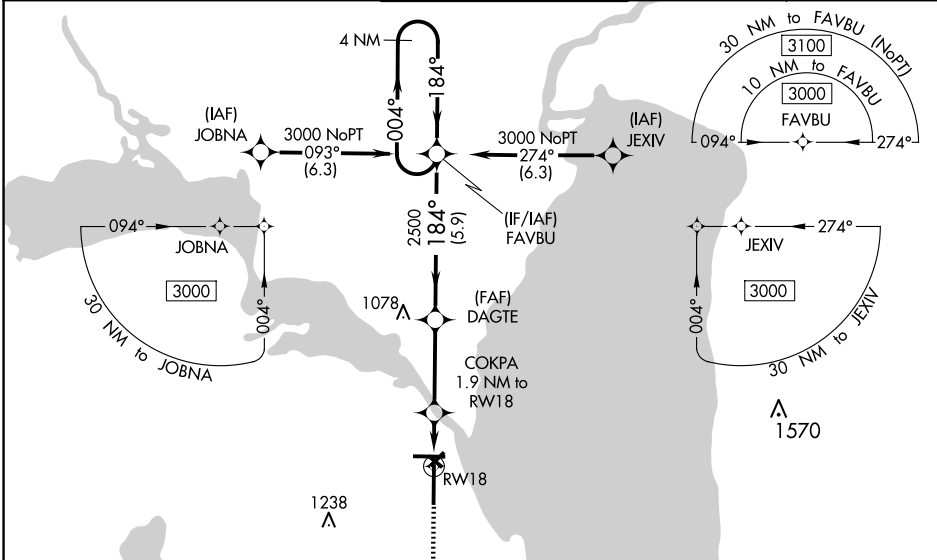 4 NM
184°
004°
(IAF)
JOBNA
3000 NoPT
093°
(6.3)
3000 NoPT
274°
(6.3)
(IAF)
JEXIV
30 NM to FAVBU (NoPT)
3100
10 NM to FAVBU
3000
FAVBU
094°
274°
(IF/IAF)
FAVBU
2500
184°
(5.9)
094°
JOBNA
3000
004°
30 NM to JOBNA
274°
JEXIV
3000
004°
30 NM to JEXIV
1078
(FAF)
DAGTE
COKPA
1.9 NM to
RW18
RW18
1570
1238